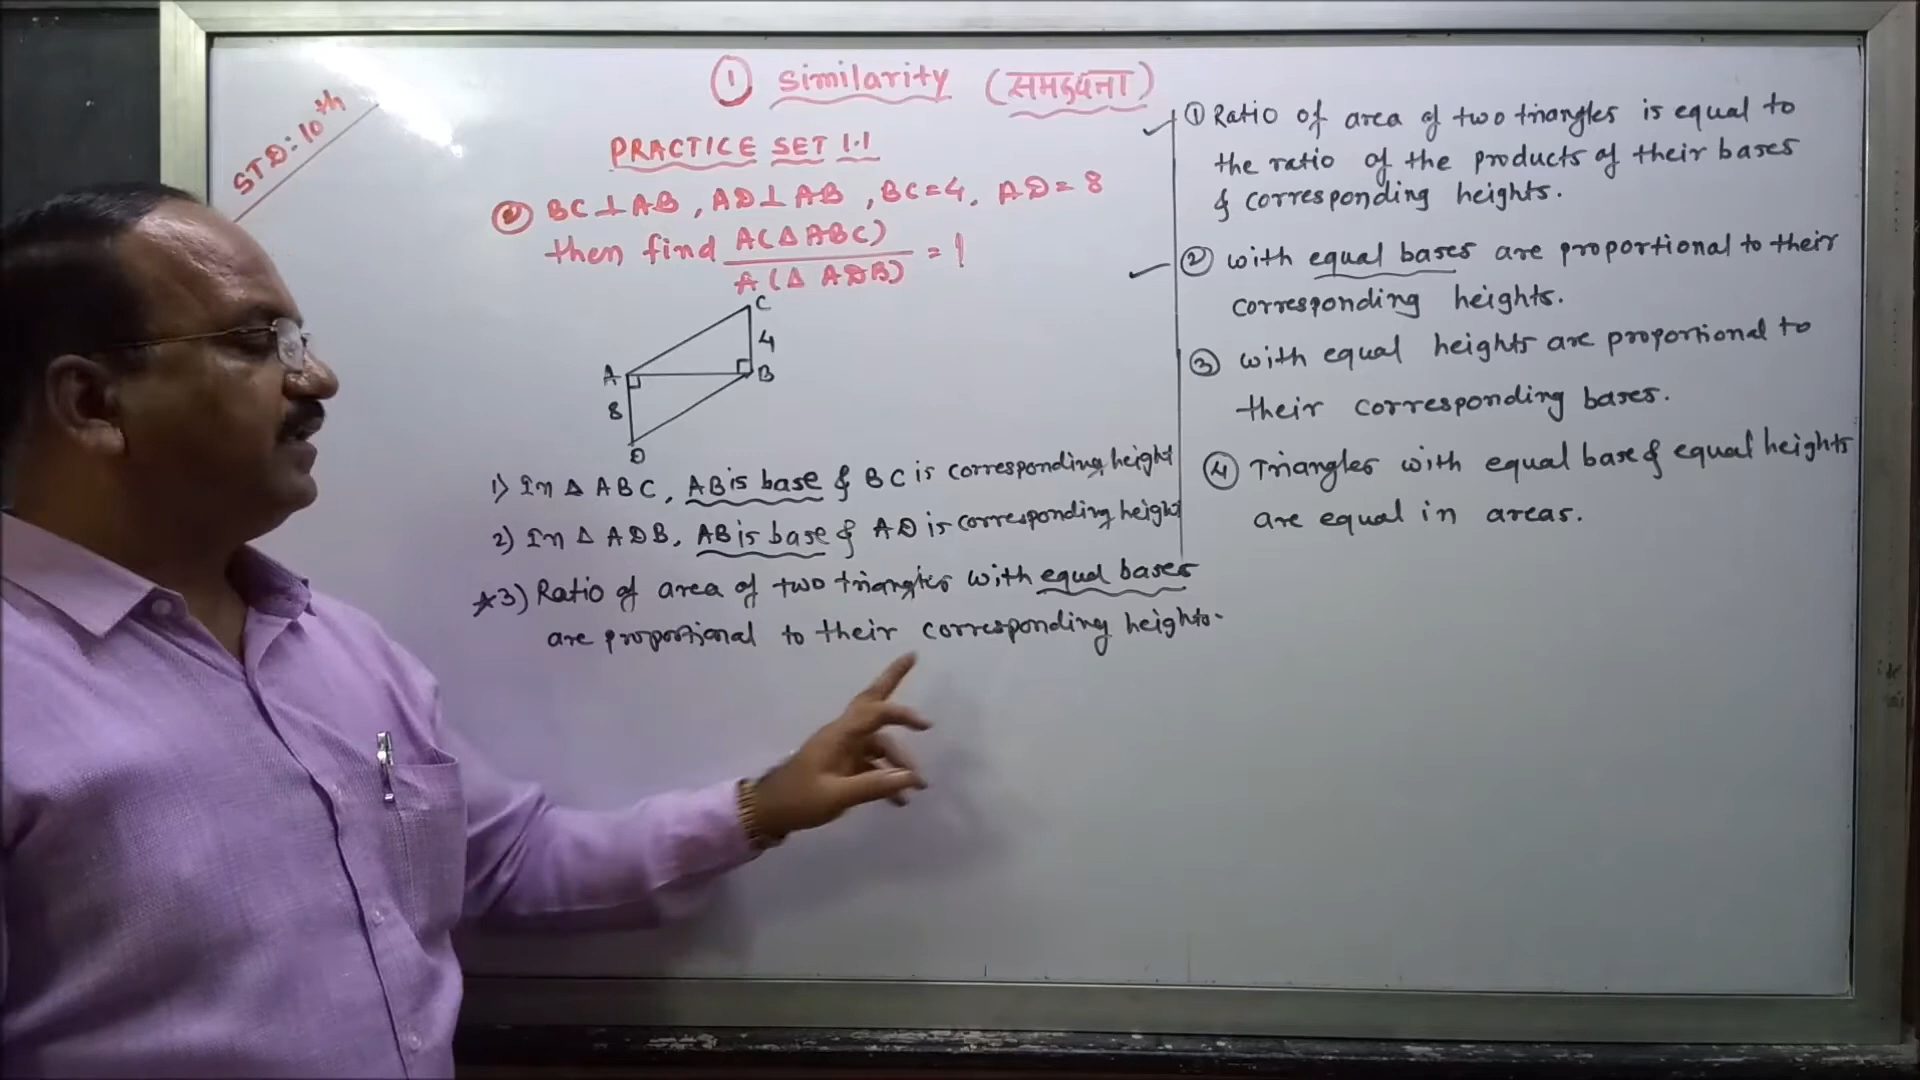 STD: 10th
① Similarity (समरूपता)
PRACTICE SET 1.1
② BC ⊥ AB, AD ⊥ AB, BC = 4, AD = 8
then find A(Δ ABC) / A(Δ ADB) = 1
C
4
A
B
8
D
1) In Δ ABC, AB is base & BC is corresponding height
2) In Δ ADB, AB is base & AD is corresponding height
*3) Ratio of area of two triangles with equal bases
are proportional to their corresponding heights.
① Ratio of area of two triangles is equal to
the ratio of the products of their bases
& corresponding heights.
② with equal bases are proportional to their
corresponding heights.
③ with equal heights are proportional to
their corresponding bases.
④ Triangles with equal base & equal heights
are equal in areas.